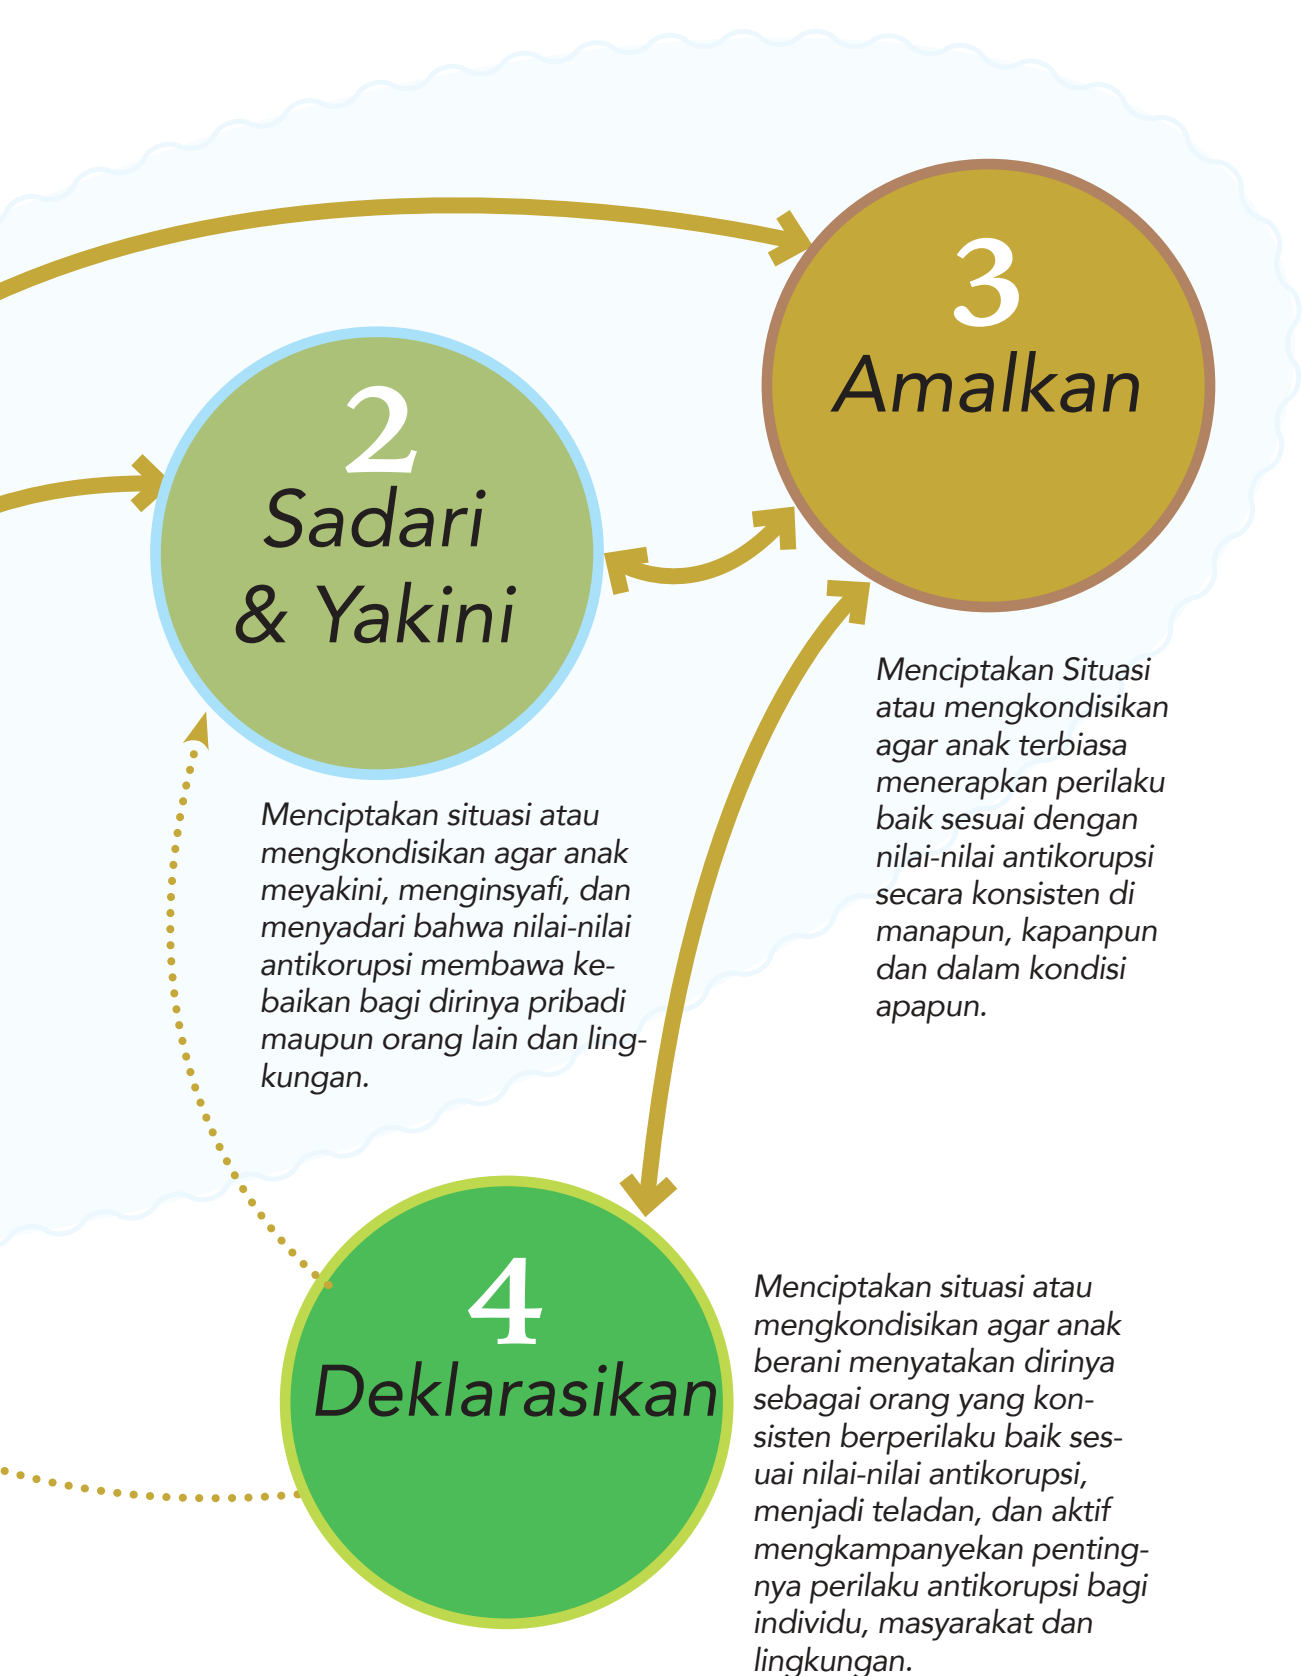 3
Amalkan
2
Sadari
& Yakini
Menciptakan Situasi
atau mengkondisikan
agar anak terbiasa
menerapkan perilaku
baik sesuai dengan
nilai-nilai antikorupsi
secara konsisten di
manapun, kapanpun
dan dalam kondisi
apapun.
Menciptakan situasi atau
mengkondisikan agar anak
meyakini, menginsyafi, dan
menyadari bahwa nilai-nilai
antikorupsi membawa ke-
baikan bagi dirinya pribadi
maupun orang lain dan ling-
kungan.
4
Deklarasikan
Menciptakan situasi atau
mengkondisikan agar anak
berani menyatakan dirinya
sebagai orang yang kon-
sisten berperilaku baik ses-
uai nilai-nilai antikorupsi,
menjadi teladan, dan aktif
mengkampanyekan penting-
nya perilaku antikorupsi bagi
individu, masyarakat dan
lingkungan.